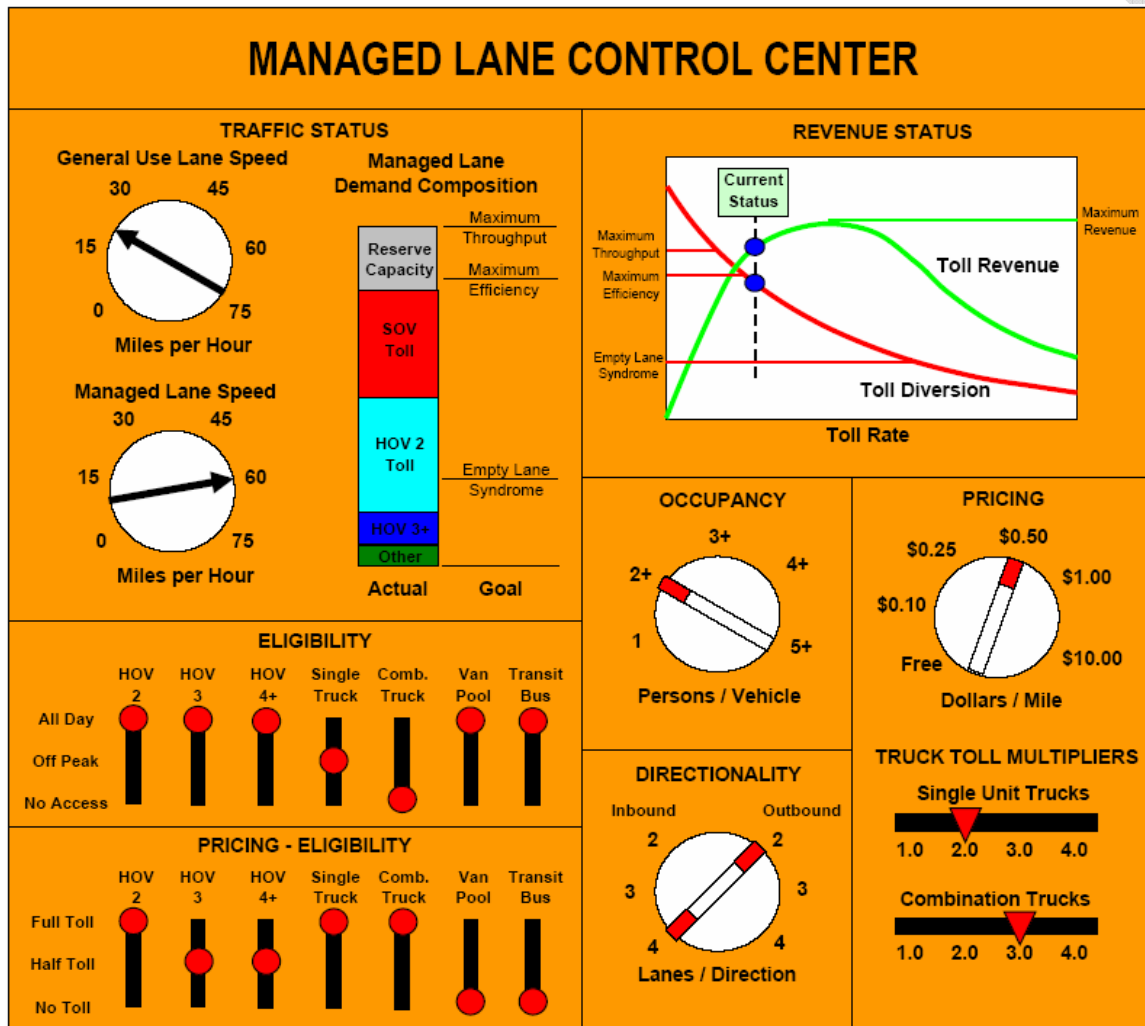 MANAGED LANE CONTROL CENTER
TRAFFIC STATUS
General Use Lane Speed
30
45
15
60
0
75
Miles per Hour
Managed Lane Speed
30
45
15
60
0
75
Miles per Hour
Managed Lane
Demand Composition
Reserve
Capacity
SOV
Toll
HOV 2
Toll
HOV 3+
Other
Maximum
Throughput
Maximum
Efficiency
Empty Lane
Syndrome
Actual
Goal
REVENUE STATUS
Current
Status
Maximum
Throughput
Maximum
Efficiency
Empty Lane
Syndrome
Maximum
Revenue
Toll Revenue
Toll Diversion
Toll Rate
ELIGIBILITY
HOV
2
HOV
3
HOV
4+
Single
Truck
Comb.
Truck
Van
Pool
Transit
Bus
All Day
Off Peak
No Access
PRICING - ELIGIBILITY
HOV
2
HOV
3
HOV
4+
Single
Truck
Comb.
Truck
Van
Pool
Transit
Bus
Full Toll
Half Toll
No Toll
OCCUPANCY
3+
2+
4+
1
5+
Persons / Vehicle
DIRECTIONALITY
Inbound
Outbound
2
2
3
3
4
4
Lanes / Direction
PRICING
$0.50
$0.25
$1.00
$0.10
$10.00
Free
Dollars / Mile
TRUCK TOLL MULTIPLIERS
Single Unit Trucks
1.0 2.0 3.0 4.0
Combination Trucks
1.0 2.0 3.0 4.0